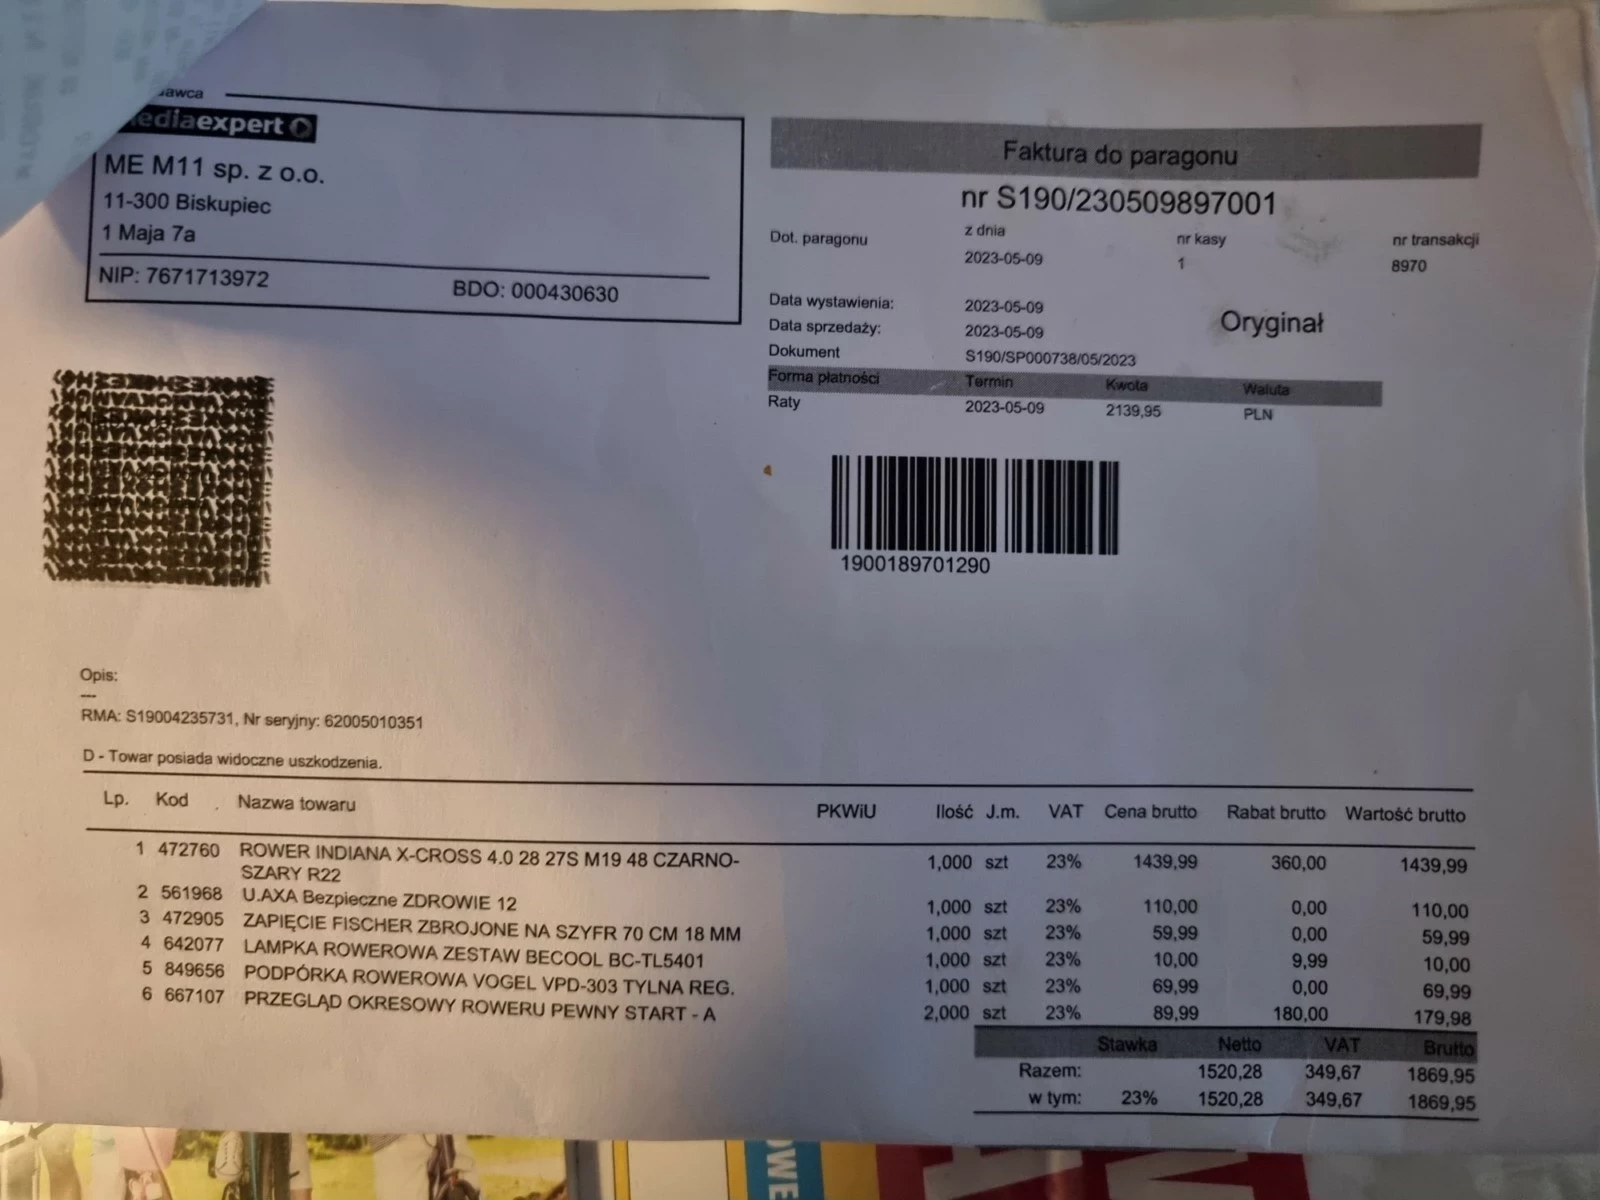 ediaexpert
ME M11 sp. z o.o.
11-300 Biskupiec
1 Maja 7a
NIP: 7671713972 BDO: 000430630
Faktura do paragonu
nr S190/230509897001
Dot. paragonu z dnia nr kasy nr transakcji
2023-05-09 1 8970
Data wystawienia: 2023-05-09
Data sprzedaży: 2023-05-09
Oryginał
Dokument S190/SP000738/05/2023
Forma płatności Termin Kwota Waluta
Raty 2023-05-09 2139,95 PLN
1900189701290
Opis:
---
RMA: S19004235731, Nr seryjny: 62005010351
D - Towar posiada widoczne uszkodzenia.
Lp. Kod Nazwa towaru PKWiU Ilość J.m. VAT Cena brutto Rabat brutto Wartość brutto
1 472760 ROWER INDIANA X-CROSS 4.0 28 27S M19 48 CZARNO- 1,000 szt 23% 1439,99 360,00 1439,99
SZARY R22
2 561968 U.AXA Bezpieczne ZDROWIE 12 1,000 szt 23% 110,00 0,00 110,00
3 472905 ZAPIĘCIE FISCHER ZBROJONE NA SZYFR 70 CM 18 MM 1,000 szt 23% 59,99 0,00 59,99
4 642077 LAMPKA ROWEROWA ZESTAW BECOOL BC-TL5401 1,000 szt 23% 10,00 9,99 10,00
5 849656 PODPÓRKA ROWEROWA VOGEL VPD-303 TYLNA REG. 1,000 szt 23% 69,99 0,00 69,99
6 667107 PRZEGLĄD OKRESOWY ROWERU PEWNY START - A 2,000 szt 23% 89,99 180,00 179,98
Stawka Netto VAT Brutto
Razem: 1520,28 349,67 1869,95
w tym: 23% 1520,28 349,67 1869,95